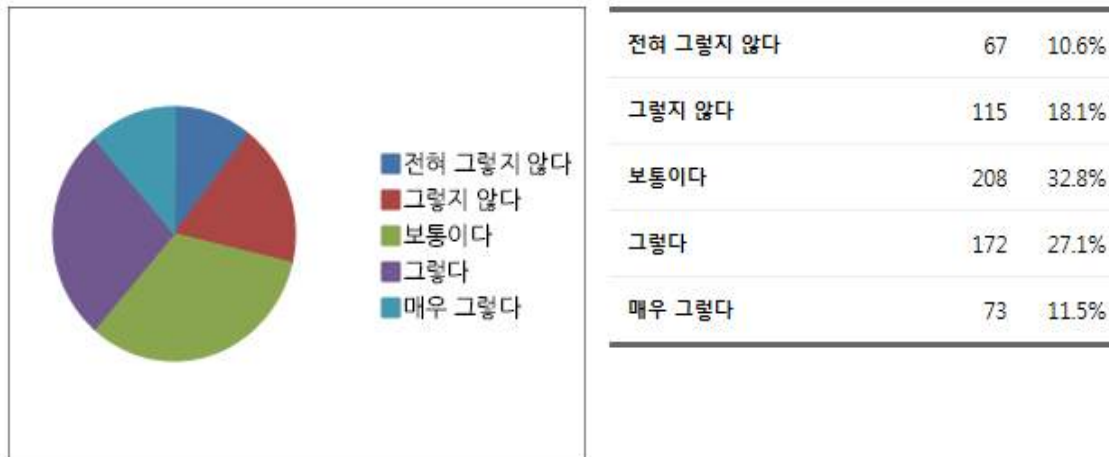 전혀 그렇지 않다
그렇지 않다
보통이다
그렇다
매우 그렇다
전혀 그렇지 않다 67 10.6%
그렇지 않다 115 18.1%
보통이다 208 32.8%
그렇다 172 27.1%
매우 그렇다 73 11.5%